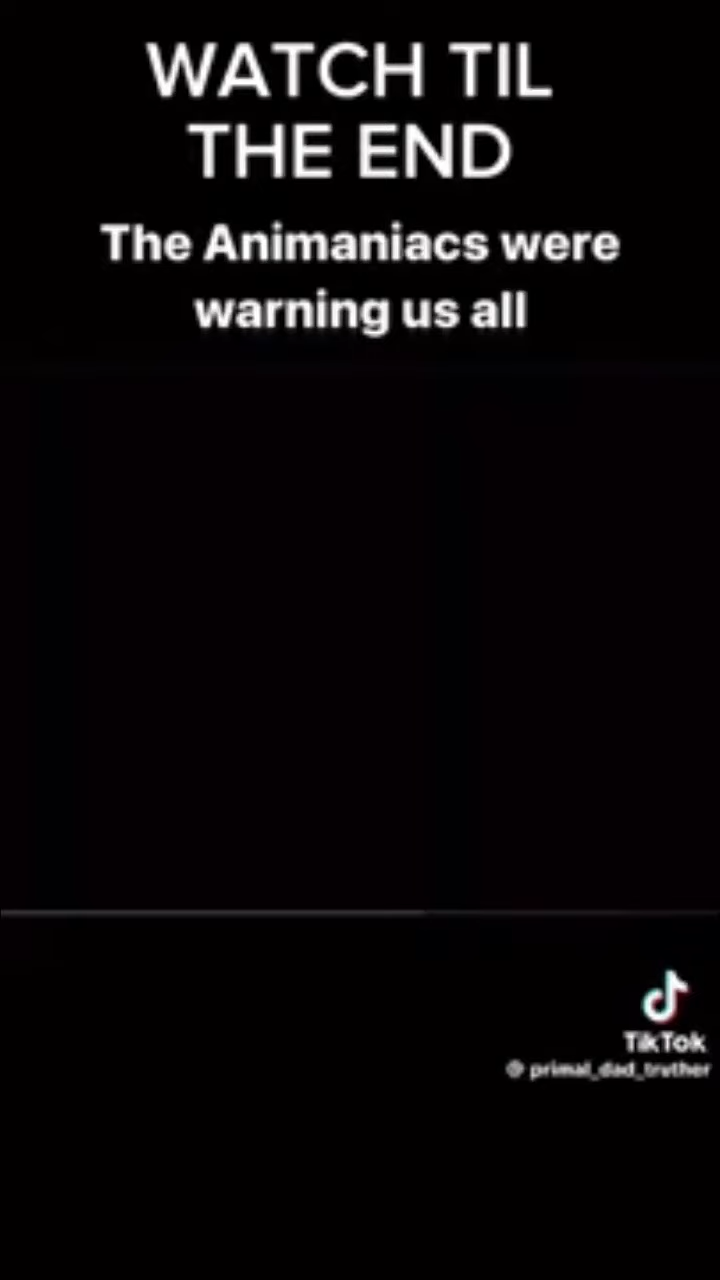 WATCH TIL
THE END
The Animaniacs were
warning us all
TikTok
primal_dad_truther